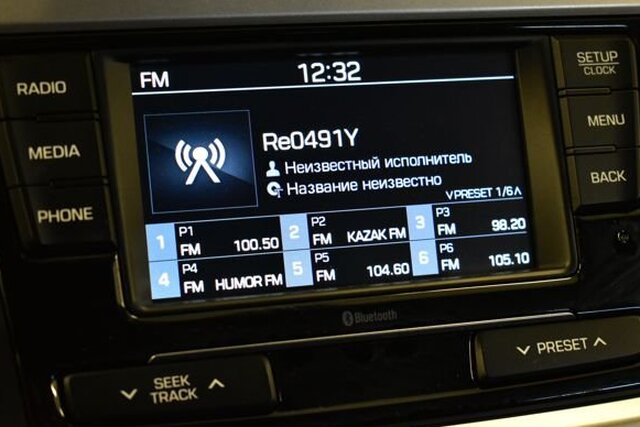 RADIO
MEDIA
PHONE
FM 12:32
Re0491Y
Неизвестный исполнитель
Название неизвестно
∨PRESET 1/6∧
1 P1 FM 100.50
2 P2 FM KAZAK FM
3 P3 FM 98.20
4 P4 FM HUMOR FM
5 P5 FM 104.60
6 P6 FM 105.10
SETUP
CLOCK
MENU
BACK
Bluetooth
∨ SEEK ∧
TRACK
∨ PRESET ∧